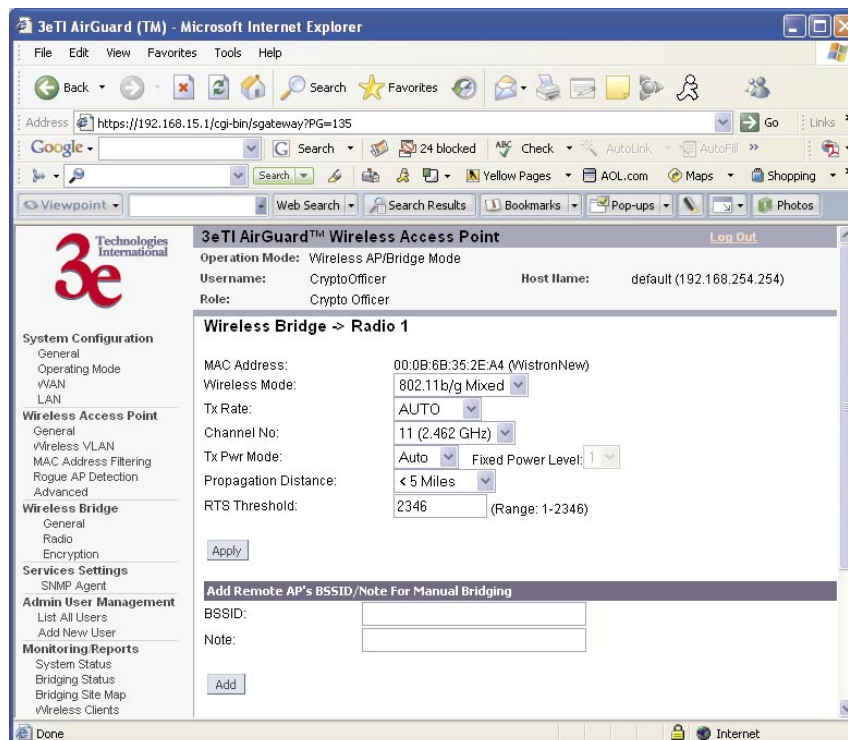 3eTI AirGuard (TM) - Microsoft Internet Explorer
File Edit View Favorites Tools Help
Back Search Favorites
Address https://192.168.15.1/cgi-bin/sgateway?PG=135 Go Links
Google Search 24 blocked ABC Check AutoLink AutoFill
Search Yellow Pages AOL.com Maps Shopping
Viewpoint Web Search Search Results Bookmarks Pop-ups Photos
3e Technologies International
3eTI AirGuard™ Wireless Access Point Log Out
Operation Mode: Wireless AP/Bridge Mode
Username: CryptoOfficer Host Name: default (192.168.254.254)
Role: Crypto Officer
System Configuration
General
Operating Mode
WAN
LAN
Wireless Access Point
General
Wireless VLAN
MAC Address Filtering
Rogue AP Detection
Advanced
Wireless Bridge
General
Radio
Encryption
Services Settings
SNMP Agent
Admin User Management
List All Users
Add New User
Monitoring/Reports
System Status
Bridging Status
Bridging Site Map
Wireless Clients
Wireless Bridge -> Radio 1
MAC Address: 00:0B:6B:35:2E:A4 (WistronNew)
Wireless Mode: 802.11b/g Mixed
Tx Rate: AUTO
Channel No: 11 (2.462 GHz)
Tx Pwr Mode: Auto Fixed Power Level: 1
Propagation Distance: < 5 Miles
RTS Threshold: 2346 (Range: 1-2346)
Apply
Add Remote AP's BSSID/Note For Manual Bridging
BSSID:
Note:
Add
Done Internet